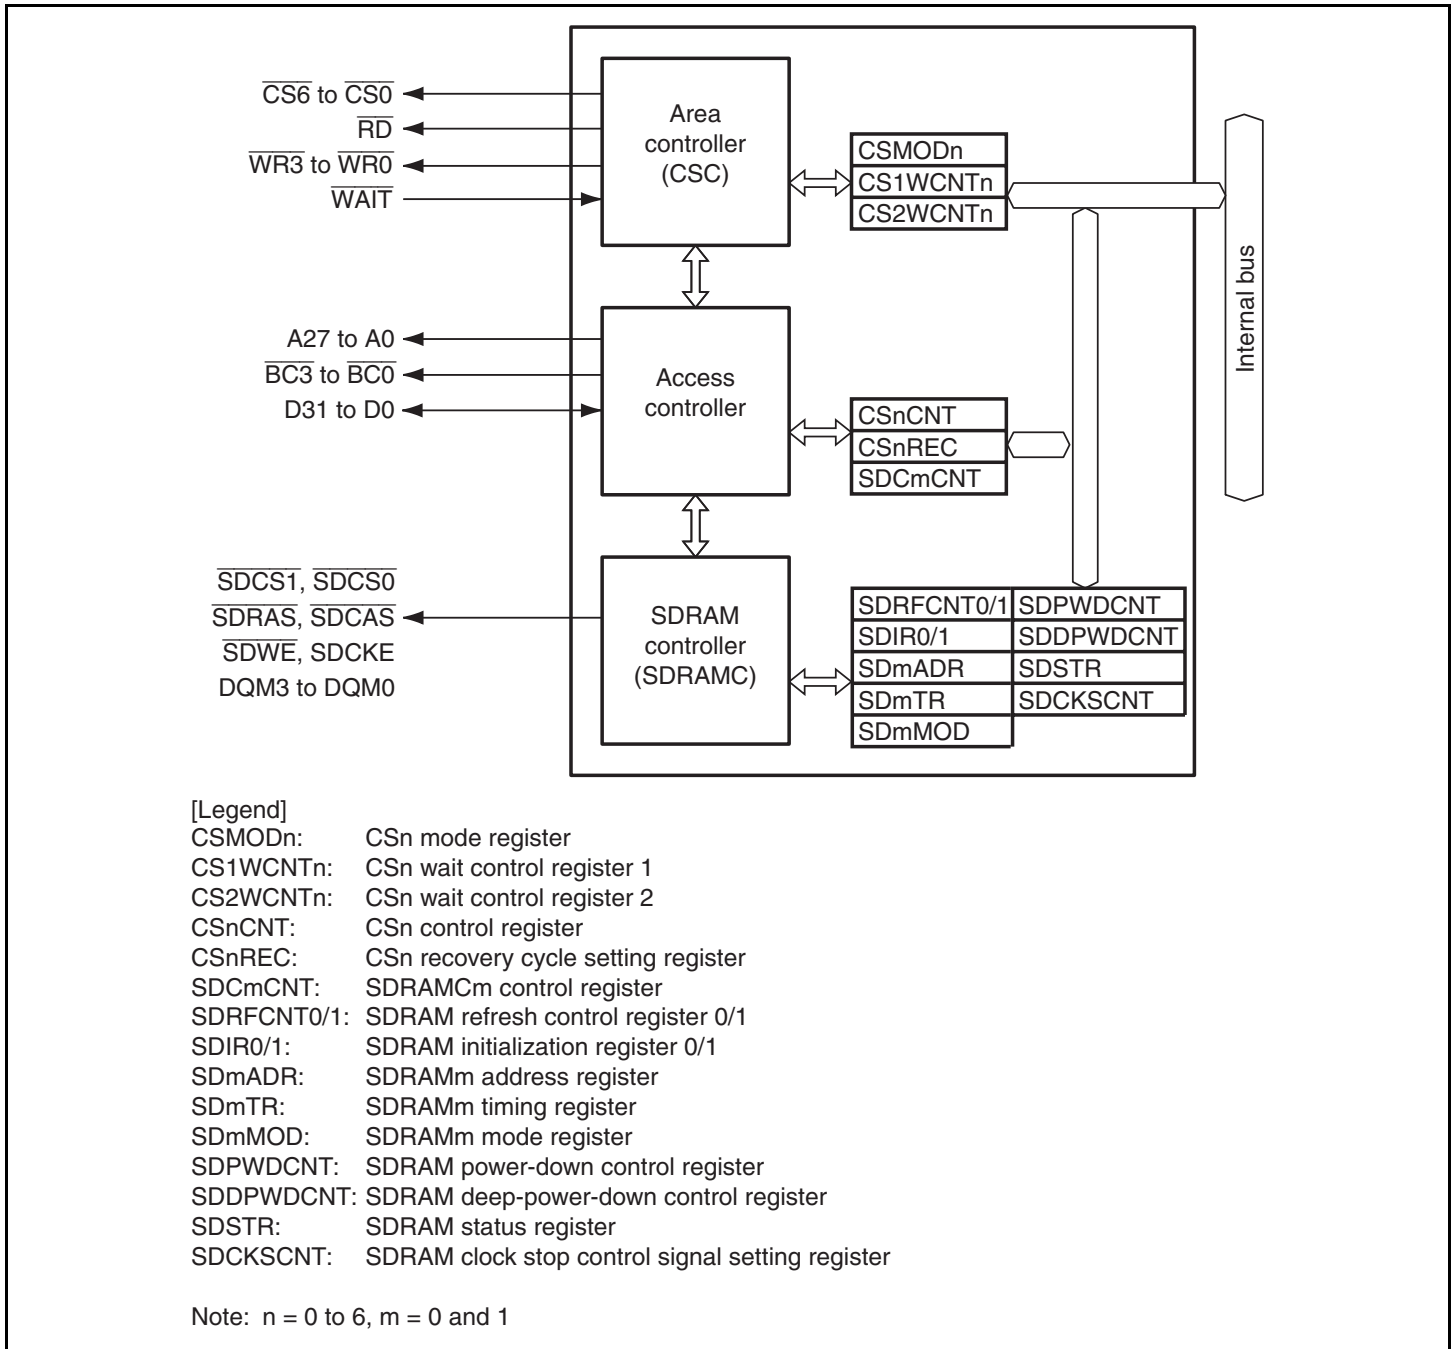 CS6 to CS0
RD
WR3 to WR0
WAIT
Area
controller
(CSC)
CSMODn
CS1WCNTn
CS2WCNTn
Internal bus
A27 to A0
BC3 to BC0
D31 to D0
Access
controller
CSnCNT
CSnREC
SDCmCNT
SDCS1, SDCS0
SDRAS, SDCAS
SDWE, SDCKE
DQM3 to DQM0
SDRAM
controller
(SDRAMC)
SDRFCNT0/1 SDPWDCNT
SDIR0/1 SDDPWDCNT
SDmADR SDSTR
SDmTR SDCKSCNT
SDmMOD
[Legend]
CSMODn: CSn mode register
CS1WCNTn: CSn wait control register 1
CS2WCNTn: CSn wait control register 2
CSnCNT: CSn control register
CSnREC: CSn recovery cycle setting register
SDCmCNT: SDRAMCm control register
SDRFCNT0/1: SDRAM refresh control register 0/1
SDIR0/1: SDRAM initialization register 0/1
SDmADR: SDRAMm address register
SDmTR: SDRAMm timing register
SDmMOD: SDRAMm mode register
SDPWDCNT: SDRAM power-down control register
SDDPWDCNT: SDRAM deep-power-down control register
SDSTR: SDRAM status register
SDCKSCNT: SDRAM clock stop control signal setting register
Note: n = 0 to 6, m = 0 and 1